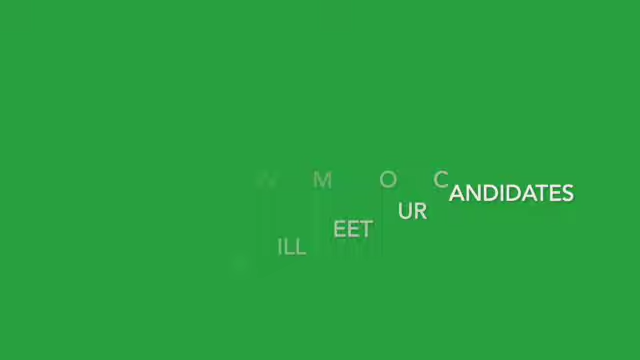 W M O C
ANDIDATES
UR
EET
ILL